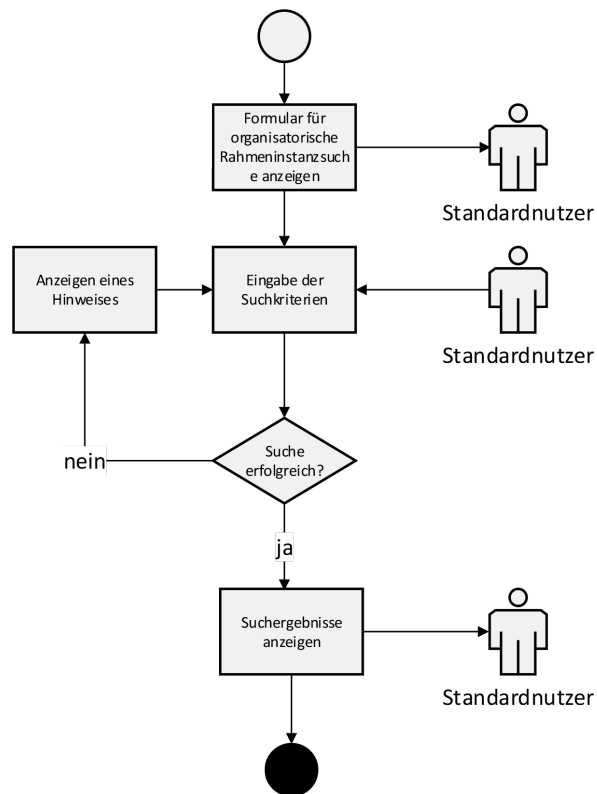 Formular für
organisatorische
Rahmeninstanzsuch
e anzeigen
Standardnutzer
Anzeigen eines
Hinweises
Eingabe der
Suchkriterien
Standardnutzer
Suche
erfolgreich?
nein
ja
Suchergebnisse
anzeigen
Standardnutzer